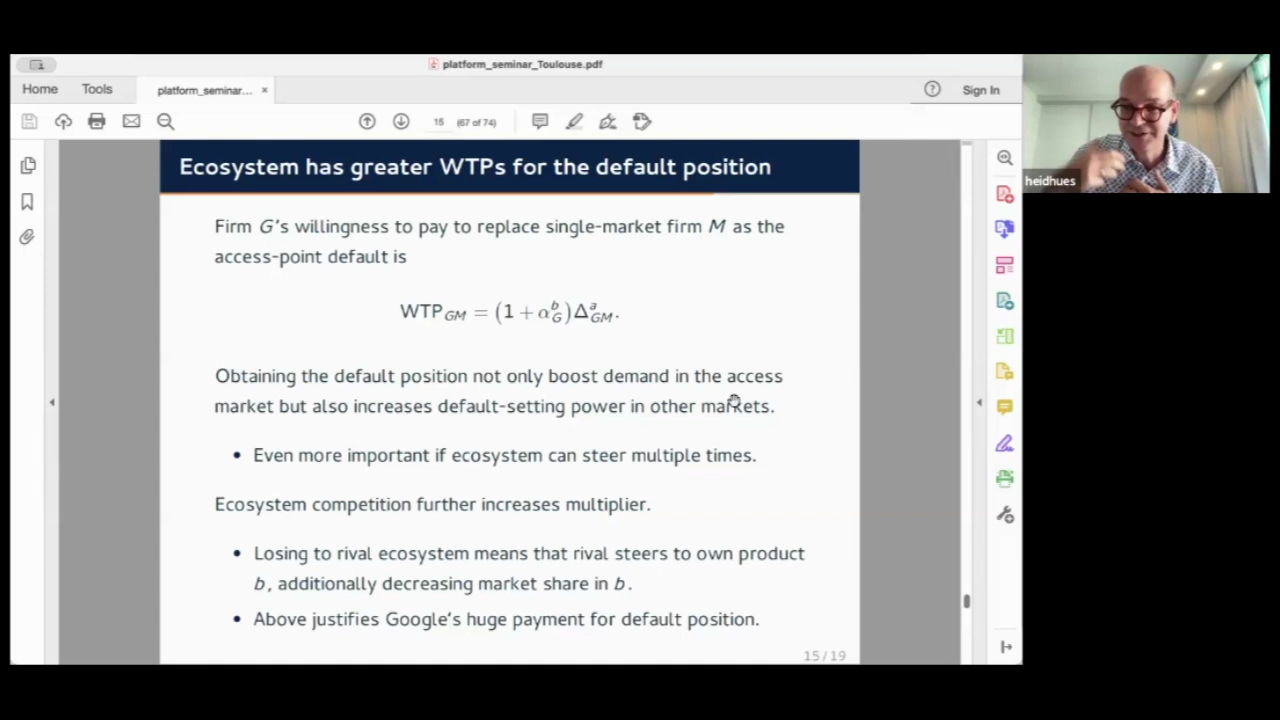 platform_seminar_Toulouse.pdf
Home Tools platform_seminar... × Sign In
15 (67 of 74)
Ecosystem has greater WTPs for the default position
heidhues
Firm G's willingness to pay to replace single-market firm M as the
access-point default is
WTP_GM = (1 + α_G^b)Δ_GM^a.
Obtaining the default position not only boost demand in the access
market but also increases default-setting power in other markets.
• Even more important if ecosystem can steer multiple times.
Ecosystem competition further increases multiplier.
• Losing to rival ecosystem means that rival steers to own product
b, additionally decreasing market share in b.
• Above justifies Google's huge payment for default position.
15/19